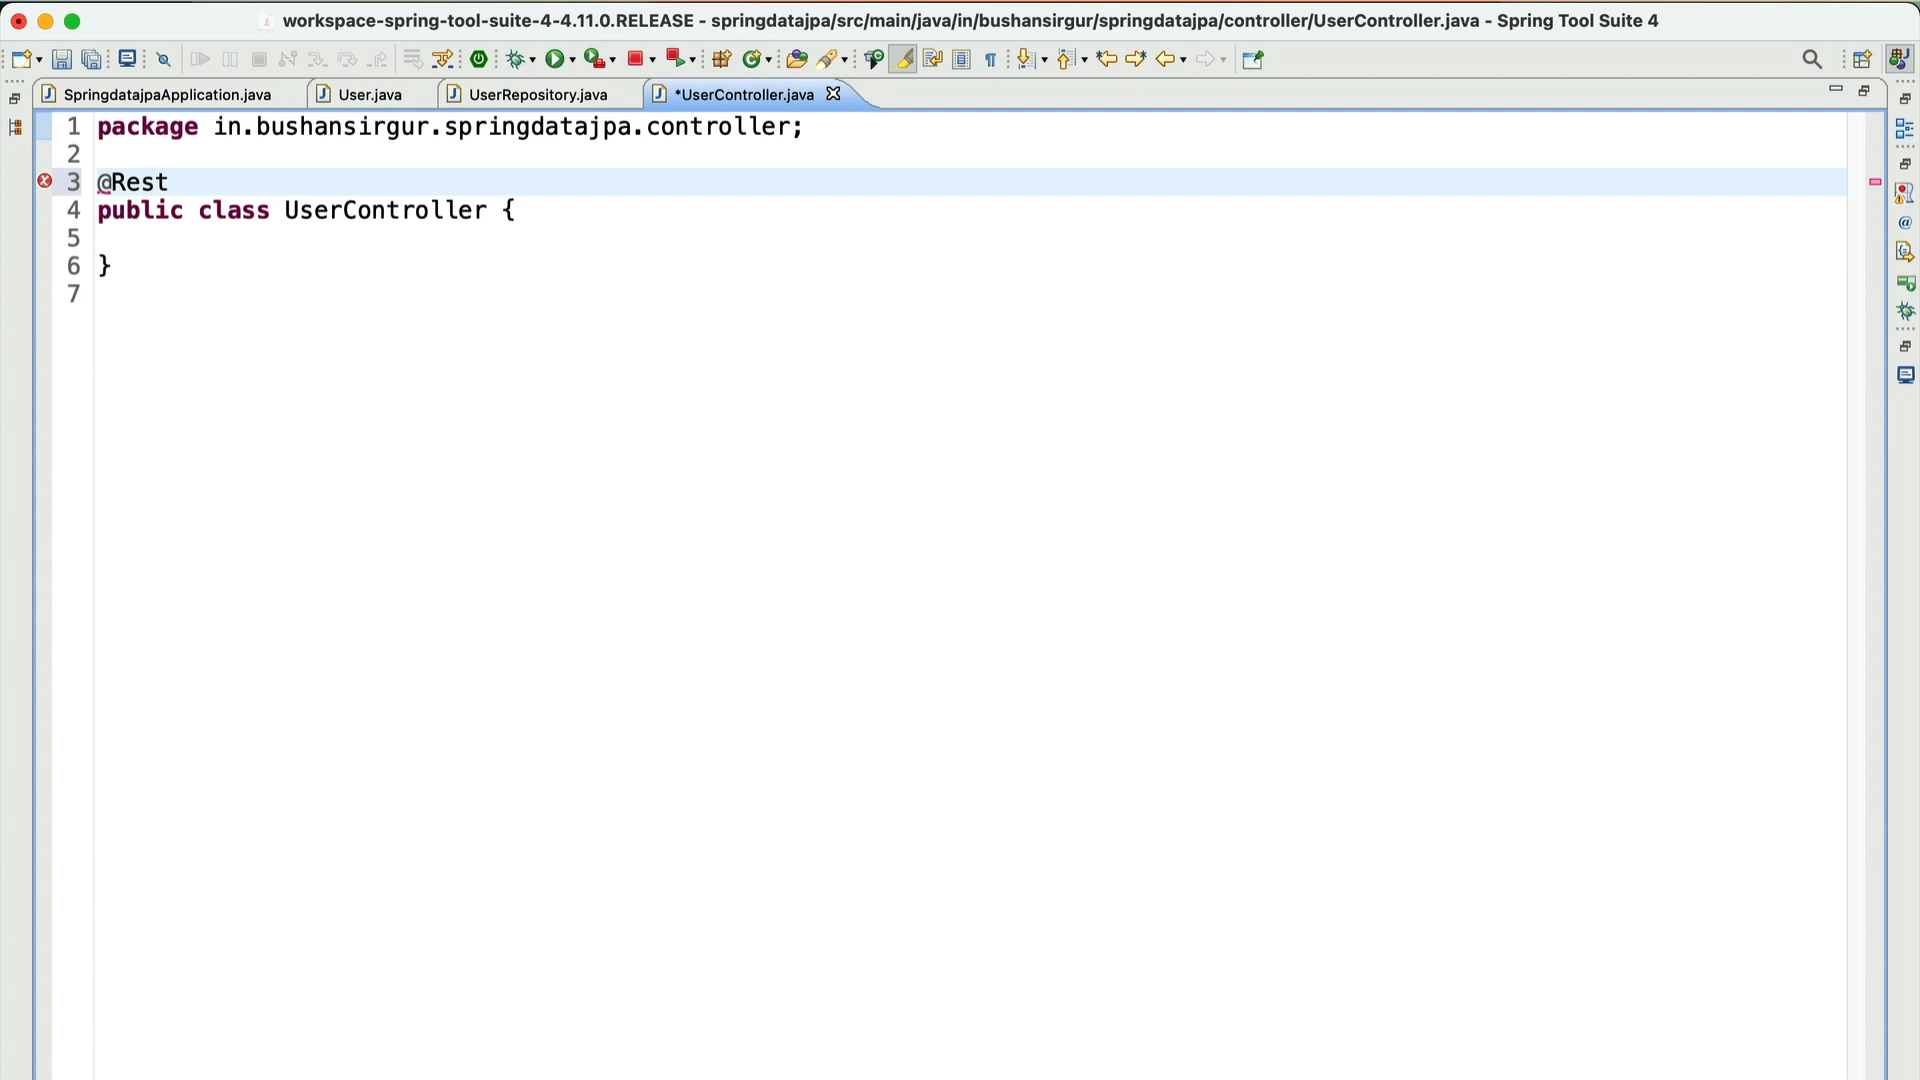 workspace-spring-tool-suite-4-4.11.0.RELEASE - springdatajpa/src/main/java/in/bushansirgur/springdatajpa/controller/UserController.java - Spring Tool Suite 4
SpringdatajpaApplication.java User.java UserRepository.java *UserController.java
1 package in.bushansirgur.springdatajpa.controller;
2
3 @Rest
4 public class UserController {
5
6 }
7